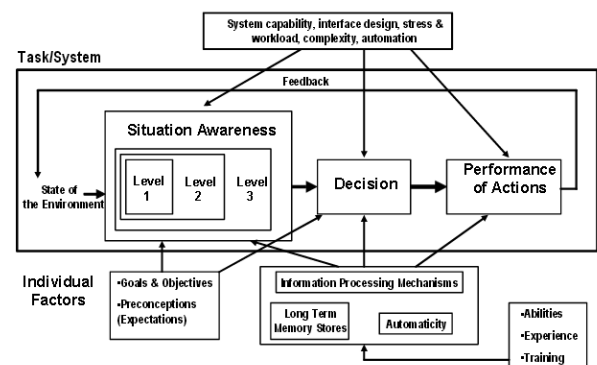 System capability, interface design, stress &
workload, complexity, automation
Task/System
Feedback
Situation Awareness
State of
the Environment
Level
1
Level
2
Level
3
Decision
Performance
of Actions
Individual
Factors
•Goals & Objectives
•Preconceptions
(Expectations)
Information Processing Mechanisms
Long Term
Memory Stores
Automaticity
•Abilities
•Experience
•Training